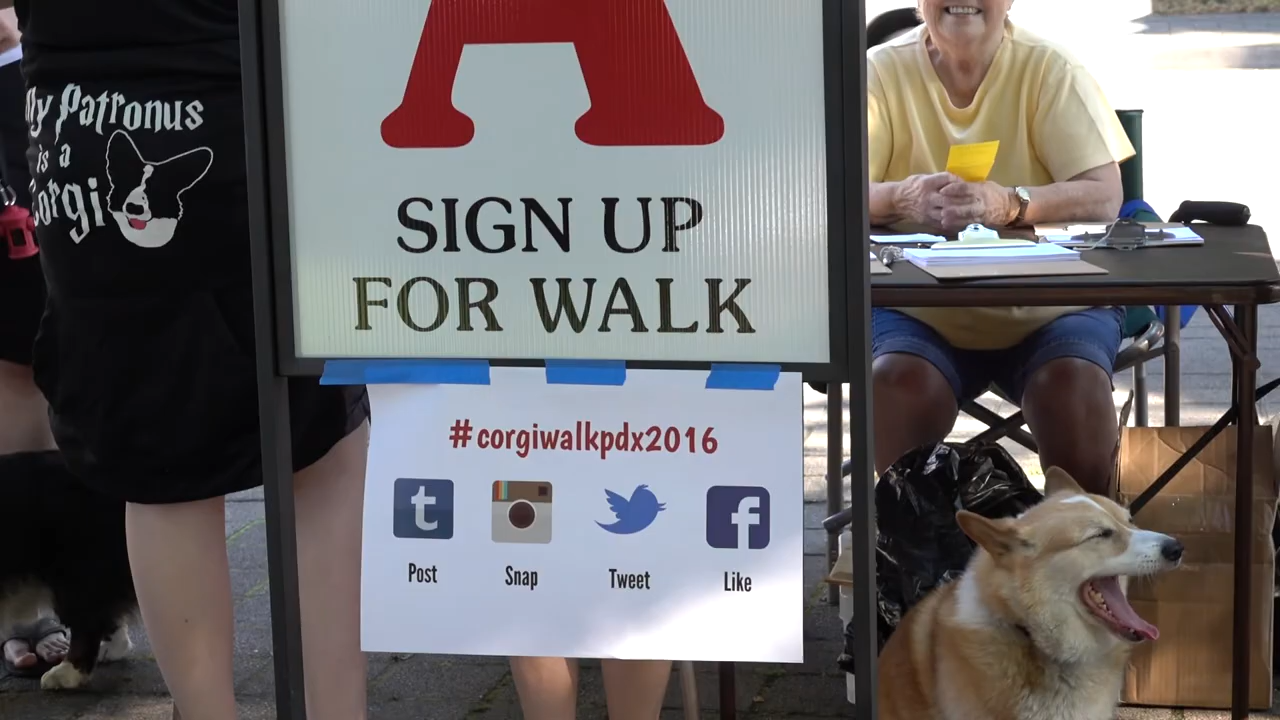 My Patronus
is a
Corgi
A
SIGN UP
FOR WALK
#corgiwalkpdx2016
t
f
Post
Snap
Tweet
Like